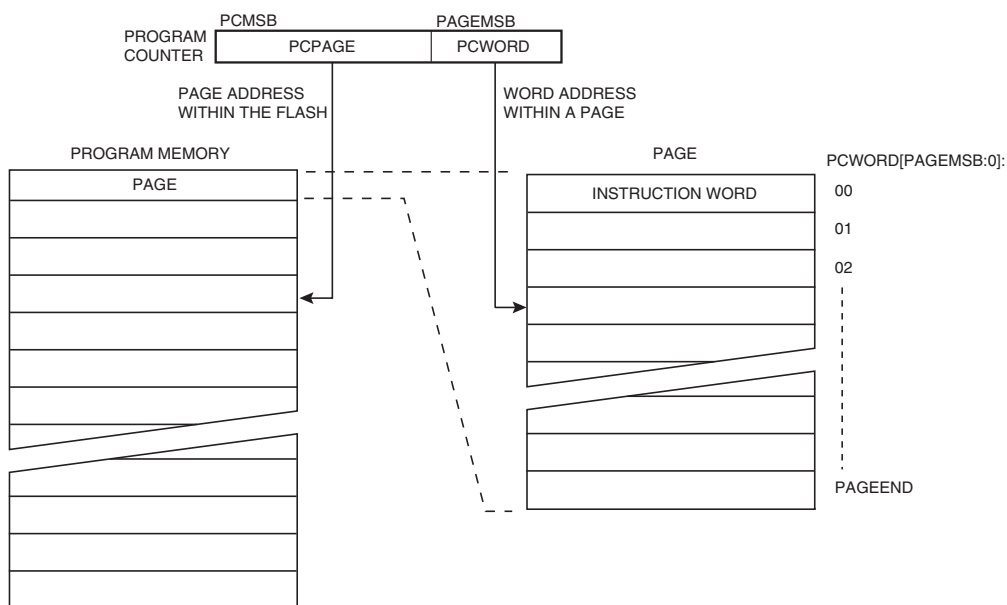 PCMSB
PAGEMSB
PROGRAM
COUNTER
PCPAGE
PCWORD
PAGE ADDRESS
WITHIN THE FLASH
WORD ADDRESS
WITHIN A PAGE
PROGRAM MEMORY
PAGE
PAGE
PCWORD[PAGEMSB:0]:
INSTRUCTION WORD
00
01
02
PAGEEND